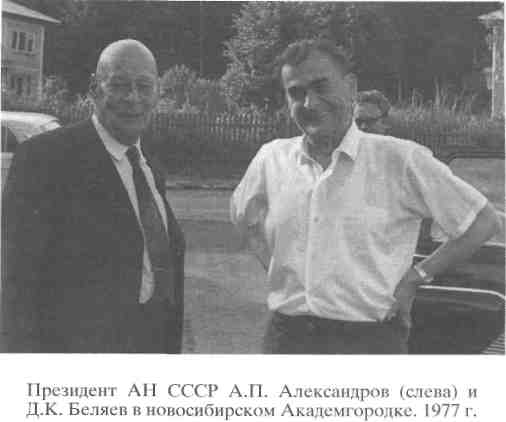 Президент АН СССР А.П. Александров (слева) и
Д.К. Беляев в новосибирском Академгородке. 1977 г.